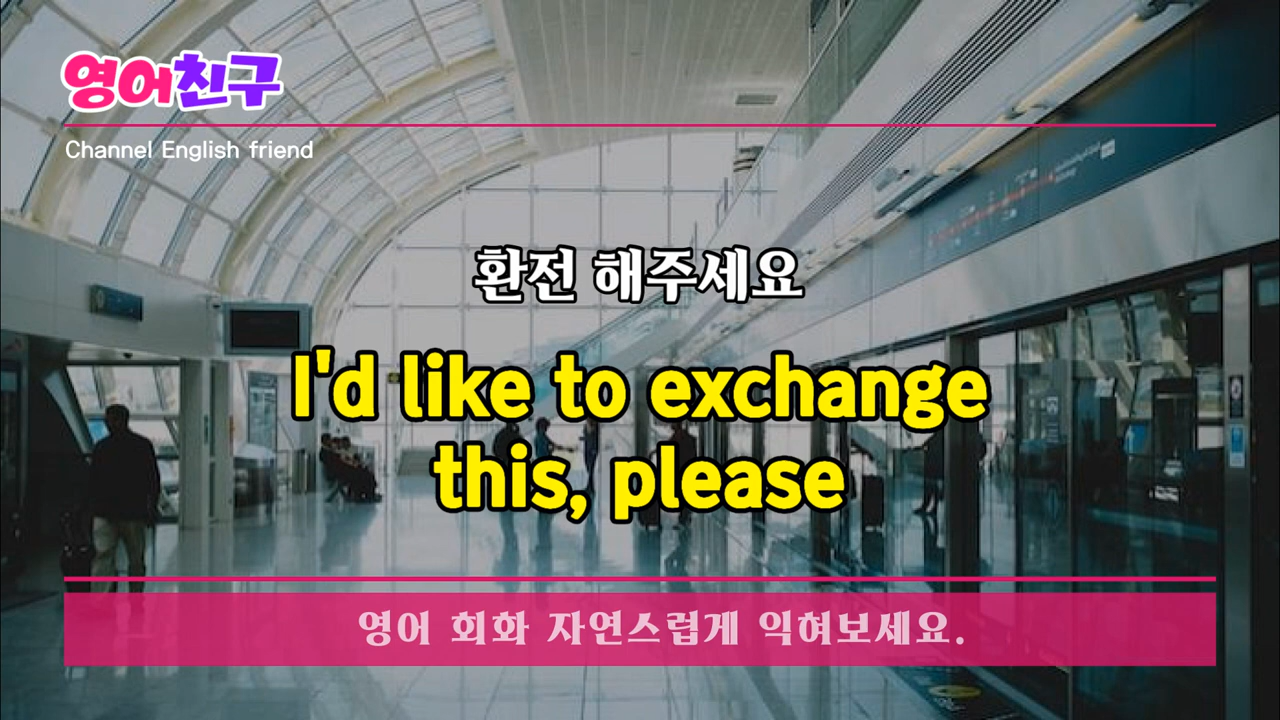 영어친구
Channel English friend
환전 해주세요
I'd like to exchange
this, please
영어 회화 자연스럽게 익혀보세요.